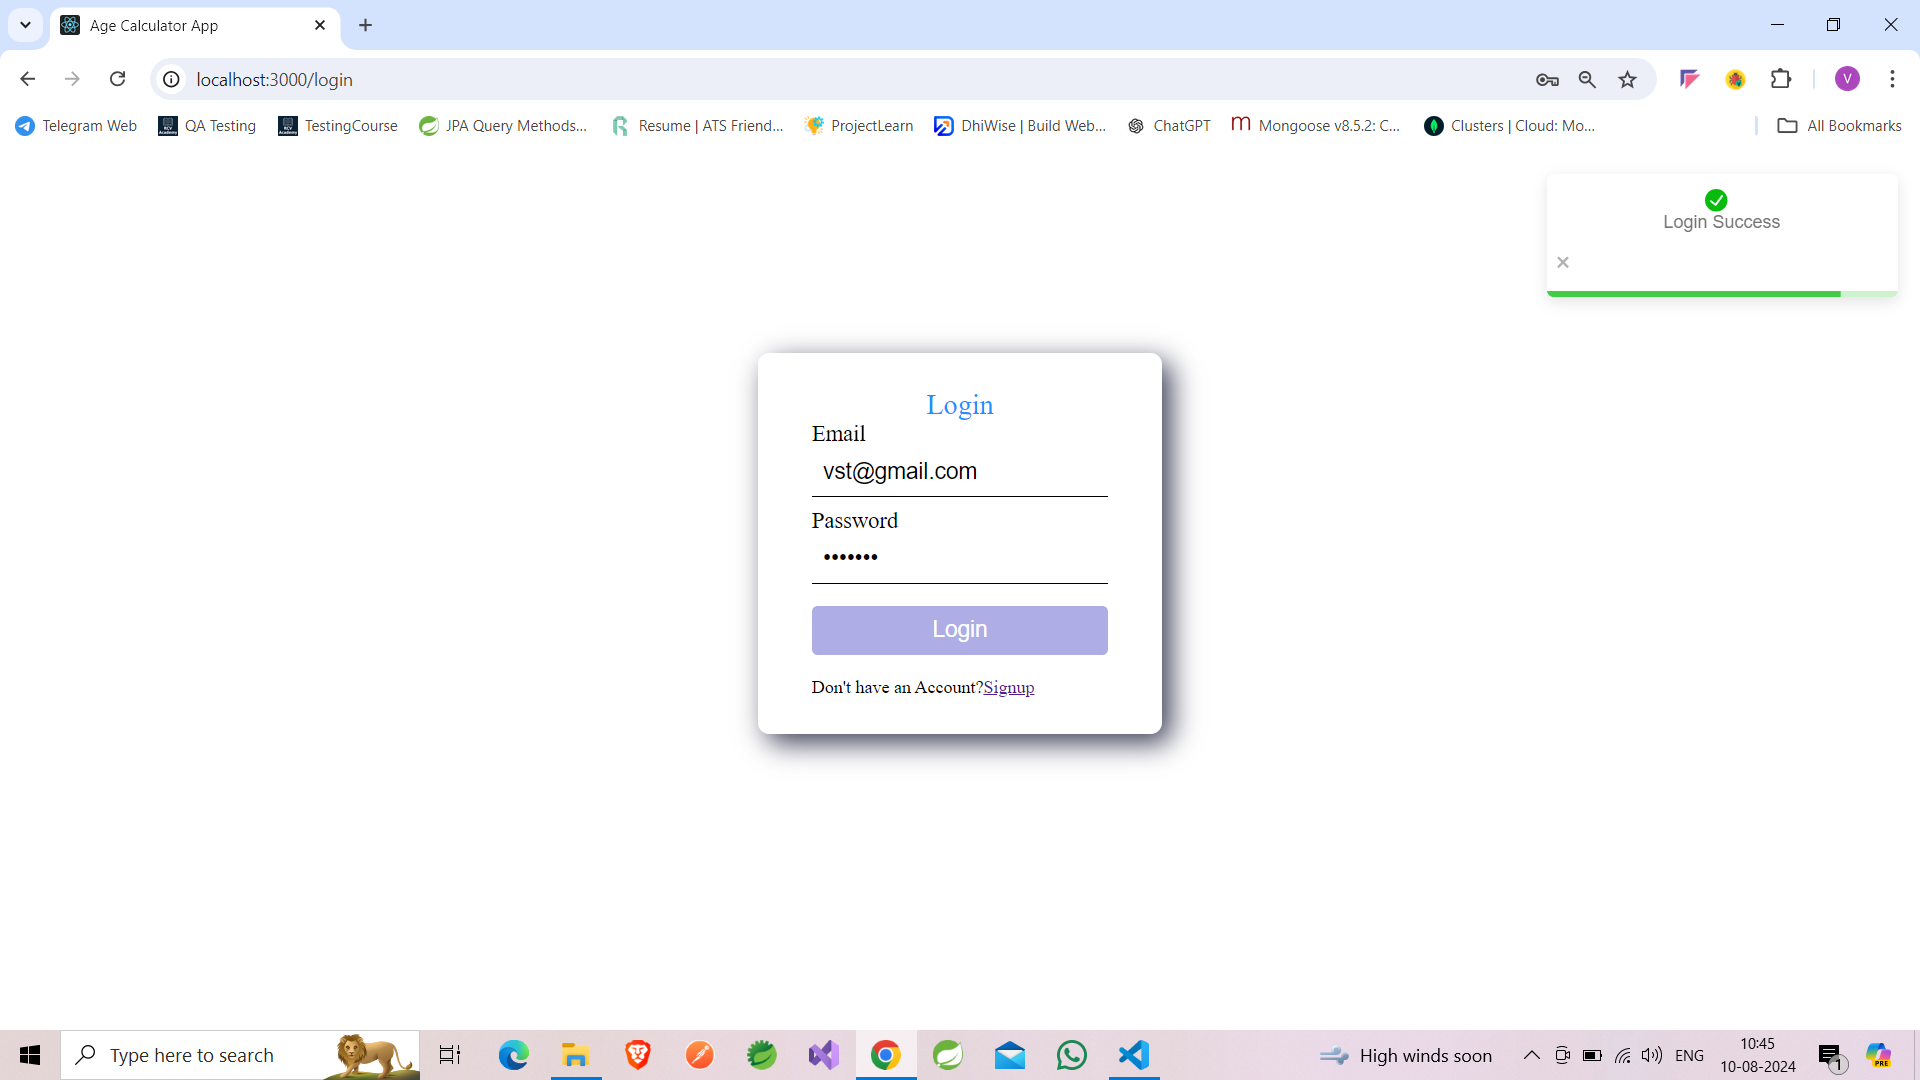 Age Calculator App
localhost:3000/login
V
Telegram Web
QA Testing
TestingCourse
JPA Query Methods...
Resume | ATS Friend...
ProjectLearn
DhiWise | Build Web...
ChatGPT
Mongoose v8.5.2: C...
Clusters | Cloud: Mo...
All Bookmarks
Login Success
Login
Email
vst@gmail.com
Password
•••••••
Login
Don't have an Account?Signup
Type here to search
High winds soon
ENG
10:45
10-08-2024
1
PRE